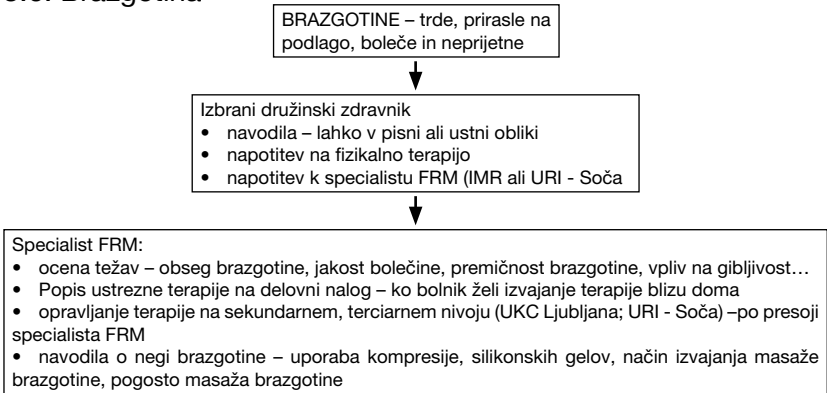 BRAZGOTINE – trde, prirasle na
podlago, boleče in neprijetne
Izbrani družinski zdravnik
• navodila – lahko v pisni ali ustni obliki
• napotitev na fizikalno terapijo
• napotitev k specialistu FRM (IMR ali URI - Soča
Specialist FRM:
• ocena težav – obseg brazgotine, jakost bolečine, premičnost brazgotine, vpliv na gibljivost…
• Popis ustrezne terapije na delovni nalog – ko bolnik želi izvajanje terapije blizu doma
• opravljanje terapije na sekundarnem, terciarnem nivoju (UKC Ljubljana; URI - Soča) –po presoji
specialista FRM
• navodila o negi brazgotine – uporaba kompresije, silikonskih gelov, način izvajanja masaže
brazgotine, pogosto masaža brazgotine